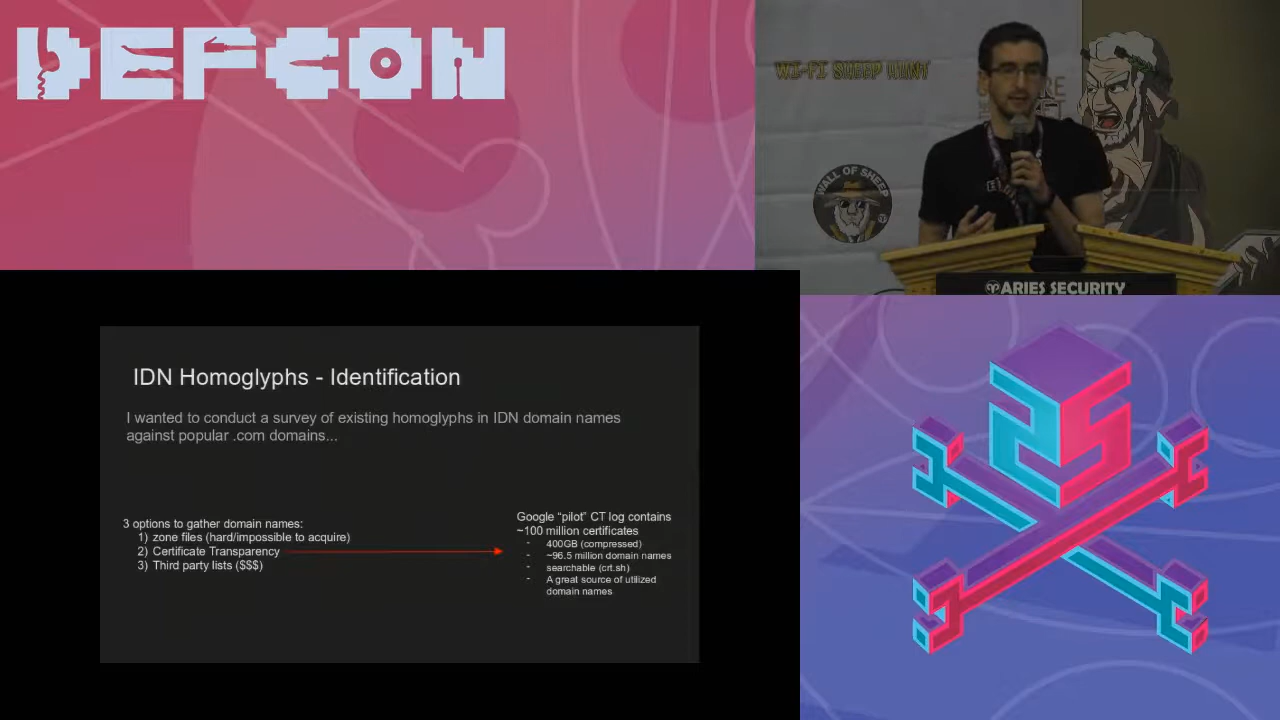 DEFCON
WI-FI SHEEP HUNT
WALL OF SHEEP
ARIES SECURITY
IDN Homoglyphs - Identification
I wanted to conduct a survey of existing homoglyphs in IDN domain names
against popular .com domains...
3 options to gather domain names:
1) zone files (hard/impossible to acquire)
2) Certificate Transparency
3) Third party lists ($$$)
Google “pilot” CT log contains
~100 million certificates
- 400GB (compressed)
- ~96.5 million domain names
- searchable (crt.sh)
- A great source of utilized
domain names
25